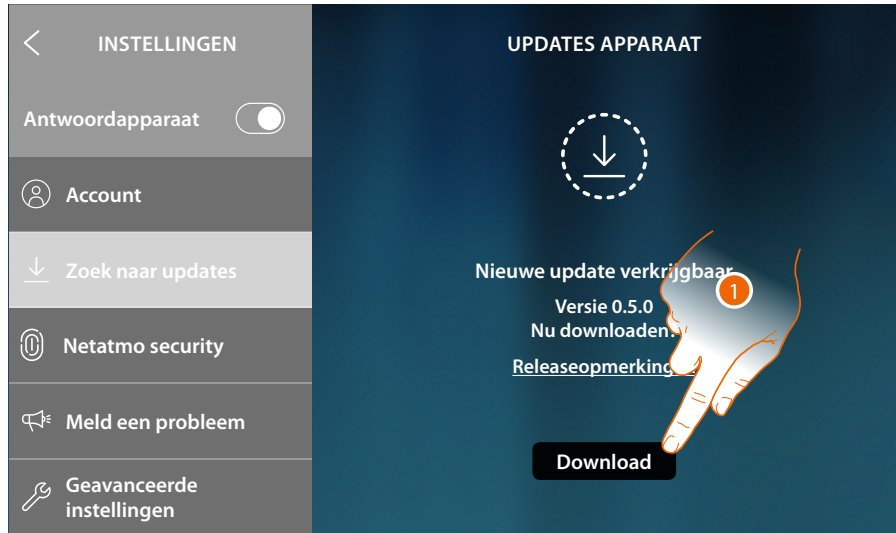 INSTELLINGEN
Antwoordapparaat
Account
Zoek naar updates
Netatmo security
Meld een probleem
Geavanceerde
instellingen
UPDATES APPARAAT
Nieuwe update verkrijgbaar
1
Versie 0.5.0
Nu downloaden?
Download